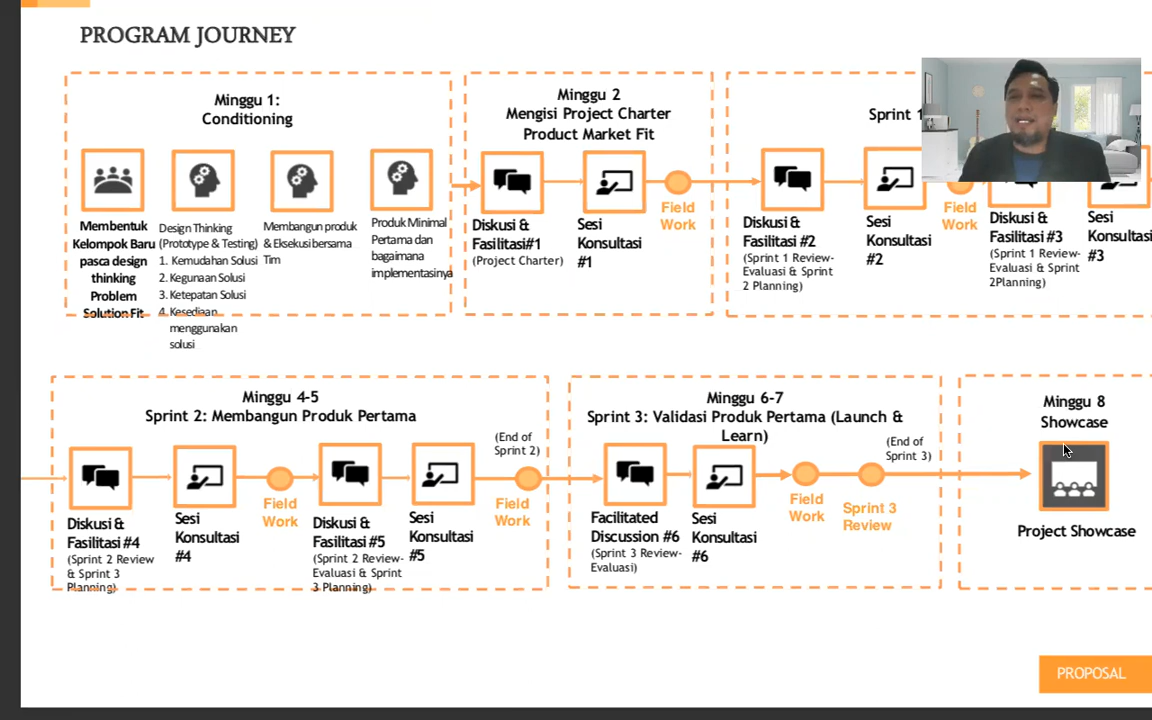 PROGRAM JOURNEY
Minggu 1:
Conditioning
Membentuk
Kelompok Baru
pasca design
thinking
Problem
Solution Fit
Design Thinking
(Prototype & Testing)
1. Kemudahan Solusi
2. Kegunaan Solusi
3. Ketepatan Solusi
4. Kesediaan
menggunakan
solusi
Membangun produk
& Eksekusi bersama
Tim
Produk Minimal
Pertama dan
bagaimana
implementasinya
Minggu 2
Mengisi Project Charter
Product Market Fit
Diskusi &
Fasilitasi#1
(Project Charter)
Sesi
Konsultasi
#1
Field
Work
Sprint 1
Diskusi &
Fasilitasi #2
(Sprint 1 Review-
Evaluasi & Sprint
2 Planning)
Sesi
Konsultasi
#2
Field
Work
Diskusi &
Fasilitasi #3
(Sprint 1 Review-
Evaluasi & Sprint
2Planning)
Sesi
Konsultasi
#3
Minggu 4-5
Sprint 2: Membangun Produk Pertama
Diskusi &
Fasilitasi #4
(Sprint 2 Review
& Sprint 3
Planning)
Sesi
Konsultasi
#4
Field
Work
Diskusi &
Fasilitasi #5
(Sprint 2 Review-
Evaluasi & Sprint
3 Planning)
Sesi
Konsultasi
#5
(End of
Sprint 2)
Field
Work
Minggu 6-7
Sprint 3: Validasi Produk Pertama (Launch &
Learn)
Facilitated
Discussion #6
(Sprint 3 Review-
Evaluasi)
Sesi
Konsultasi
#6
Field
Work
(End of
Sprint 3)
Sprint 3
Review
Minggu 8
Showcase
Project Showcase
PROPOSAL